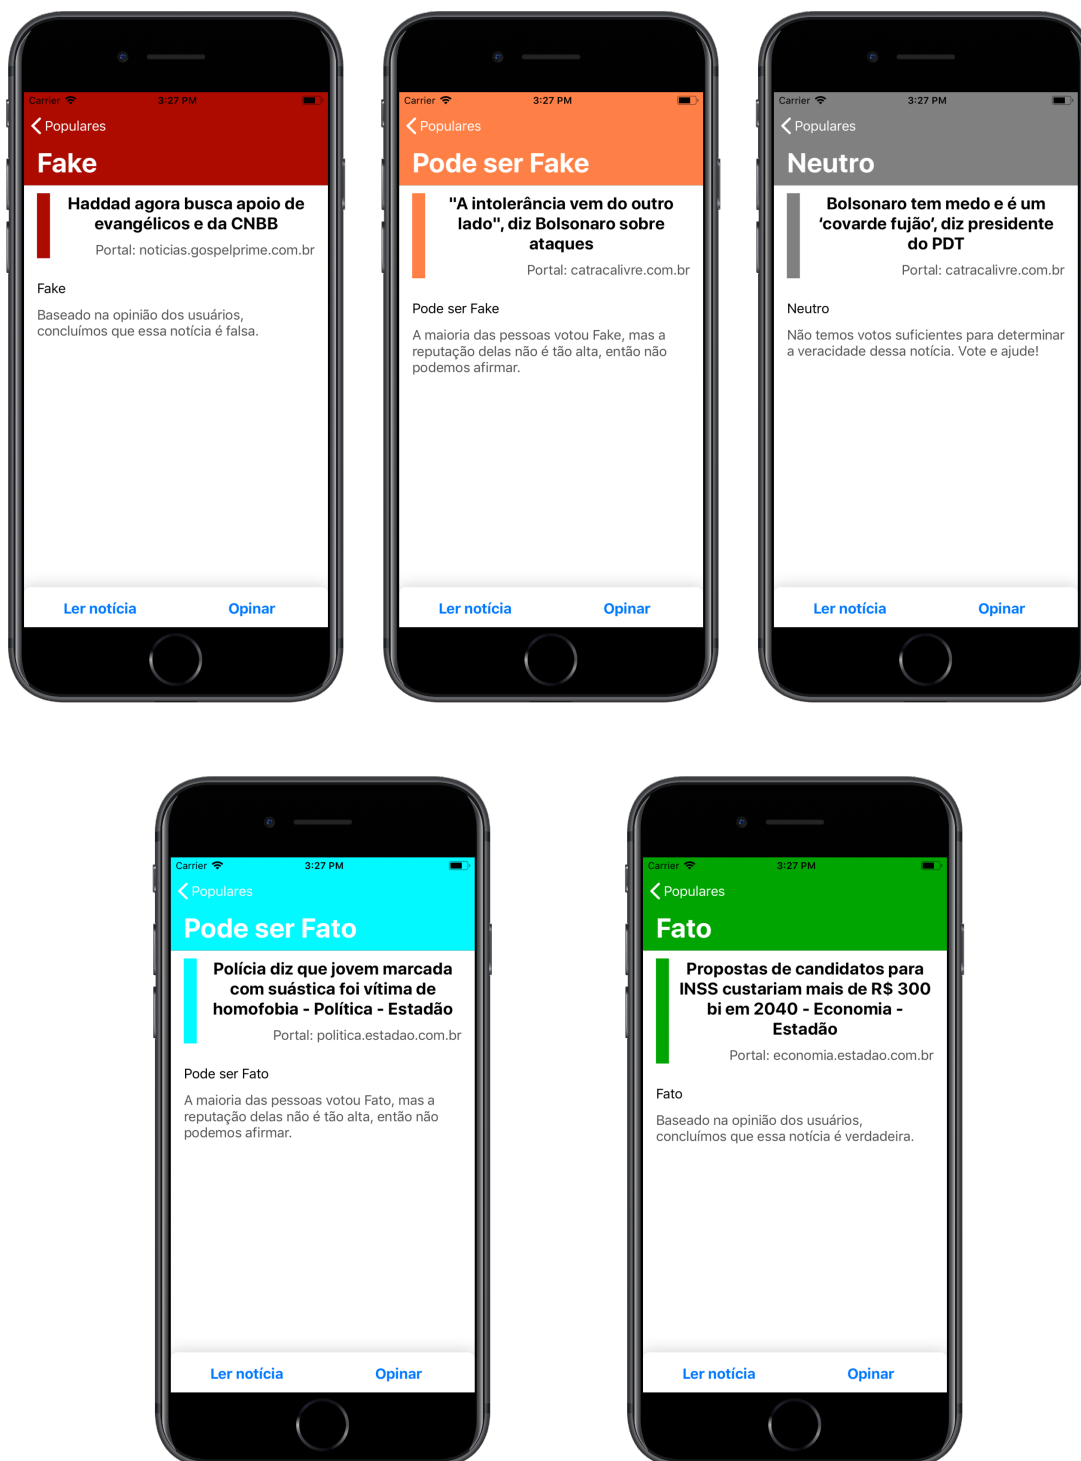 Carrier 3:27 PM
Populares
Fake
Haddad agora busca apoio de
evangélicos e da CNBB
Portal: noticias.gospelprime.com.br
Fake
Baseado na opinião dos usuários,
concluímos que essa notícia é falsa.
Ler notícia Opinar
Carrier 3:27 PM
Populares
Pode ser Fake
"A intolerância vem do outro
lado", diz Bolsonaro sobre
ataques
Portal: catracalivre.com.br
Pode ser Fake
A maioria das pessoas votou Fake, mas a
reputação delas não é tão alta, então não
podemos afirmar.
Ler notícia Opinar
Carrier 3:27 PM
Populares
Neutro
Bolsonaro tem medo e é um
‘covarde fujão’, diz presidente
do PDT
Portal: catracalivre.com.br
Neutro
Não temos votos suficientes para determinar
a veracidade dessa notícia. Vote e ajude!
Ler notícia Opinar
Carrier 3:27 PM
Populares
Pode ser Fato
Polícia diz que jovem marcada
com suástica foi vítima de
homofobia - Política - Estadão
Portal: politica.estadao.com.br
Pode ser Fato
A maioria das pessoas votou Fato, mas a
reputação delas não é tão alta, então não
podemos afirmar.
Ler notícia Opinar
Carrier 3:27 PM
Populares
Fato
Propostas de candidatos para
INSS custariam mais de R$ 300
bi em 2040 - Economia -
Estadão
Portal: economia.estadao.com.br
Fato
Baseado na opinião dos usuários,
concluímos que essa notícia é verdadeira.
Ler notícia Opinar